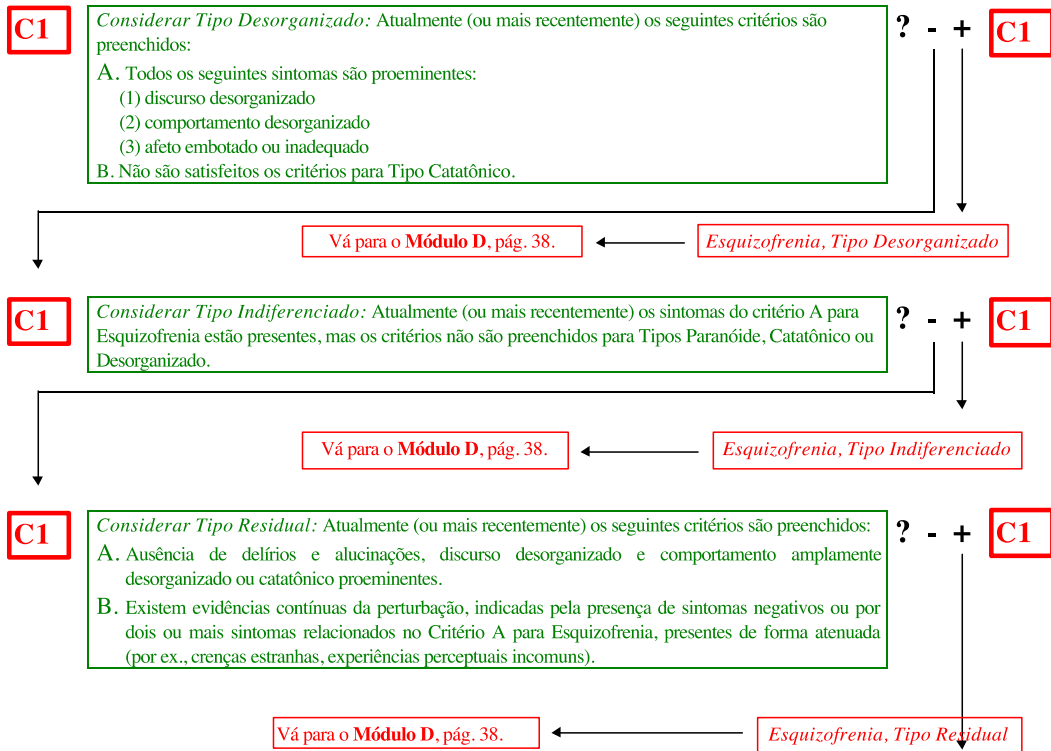 C1
Considerar Tipo Desorganizado: Atualmente (ou mais recentemente) os seguintes critérios são
preenchidos:
A. Todos os seguintes sintomas são proeminentes:
(1) discurso desorganizado
(2) comportamento desorganizado
(3) afeto embotado ou inadequado
B. Não são satisfeitos os critérios para Tipo Catatônico.
? - +
C1
Vá para o Módulo D, pág. 38.
Esquizofrenia, Tipo Desorganizado
C1
Considerar Tipo Indiferenciado: Atualmente (ou mais recentemente) os sintomas do critério A para
Esquizofrenia estão presentes, mas os critérios não são preenchidos para Tipos Paranóide, Catatônico ou
Desorganizado.
? - +
C1
Vá para o Módulo D, pág. 38.
Esquizofrenia, Tipo Indiferenciado
C1
Considerar Tipo Residual: Atualmente (ou mais recentemente) os seguintes critérios são preenchidos:
A. Ausência de delírios e alucinações, discurso desorganizado e comportamento amplamente
desorganizado ou catatônico proeminentes.
B. Existem evidências contínuas da perturbação, indicadas pela presença de sintomas negativos ou por
dois ou mais sintomas relacionados no Critério A para Esquizofrenia, presentes de forma atenuada
(por ex., crenças estranhas, experiências perceptuais incomuns).
? - +
C1
Vá para o Módulo D, pág. 38.
Esquizofrenia, Tipo Residual